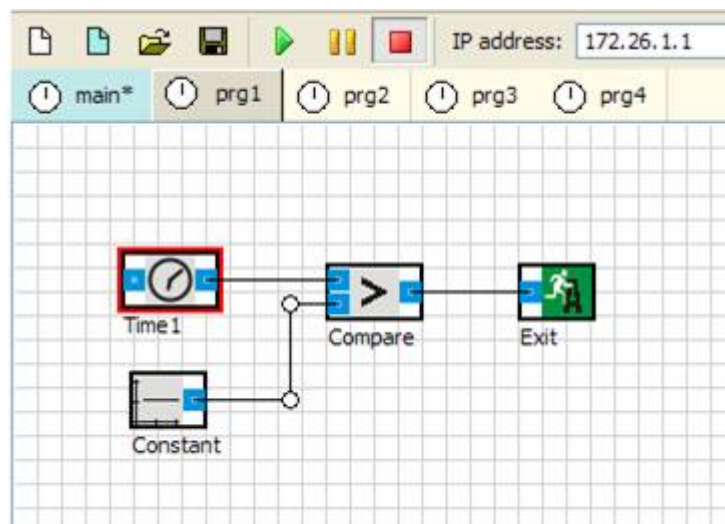 IP address: 172.26.1.1
main* prg1 prg2 prg3 prg4
Time1
Compare
Exit
Constant